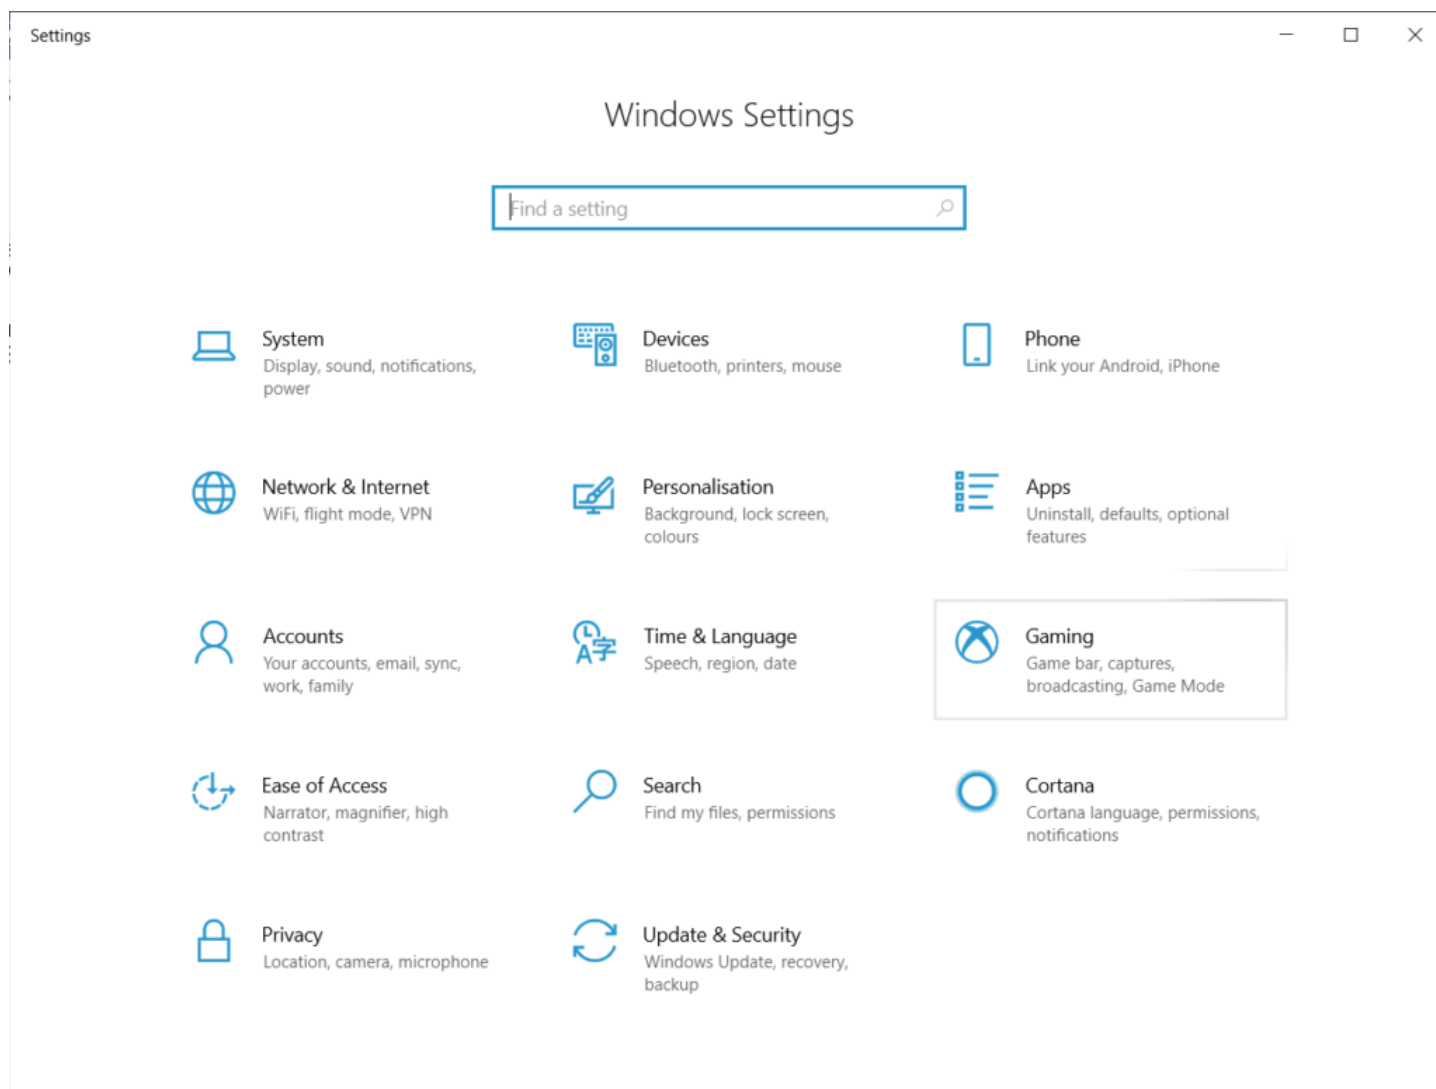 Settings
Windows Settings
Find a setting
System
Display, sound, notifications,
power
Devices
Bluetooth, printers, mouse
Phone
Link your Android, iPhone
Network & Internet
WiFi, flight mode, VPN
Personalisation
Background, lock screen,
colours
Apps
Uninstall, defaults, optional
features
Accounts
Your accounts, email, sync,
work, family
Time & Language
Speech, region, date
Gaming
Game bar, captures,
broadcasting, Game Mode
Ease of Access
Narrator, magnifier, high
contrast
Search
Find my files, permissions
Cortana
Cortana language, permissions,
notifications
Privacy
Location, camera, microphone
Update & Security
Windows Update, recovery,
backup